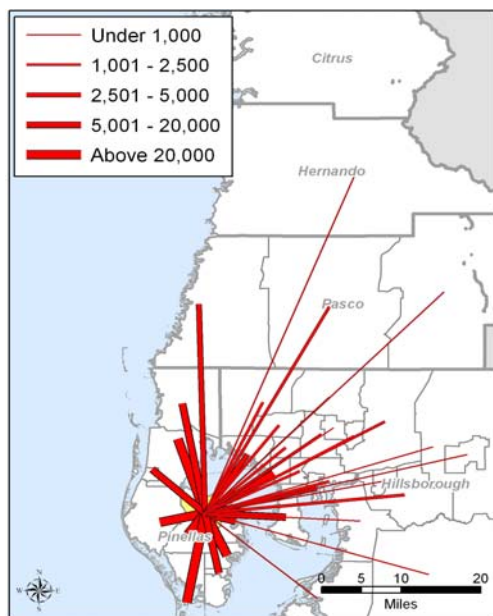 Under 1,000
1,001 - 2,500
2,501 - 5,000
5,001 - 20,000
Above 20,000
Citrus
Hernando
Pasco
Hillsborough
Pinellas
0 5 10 20
Miles